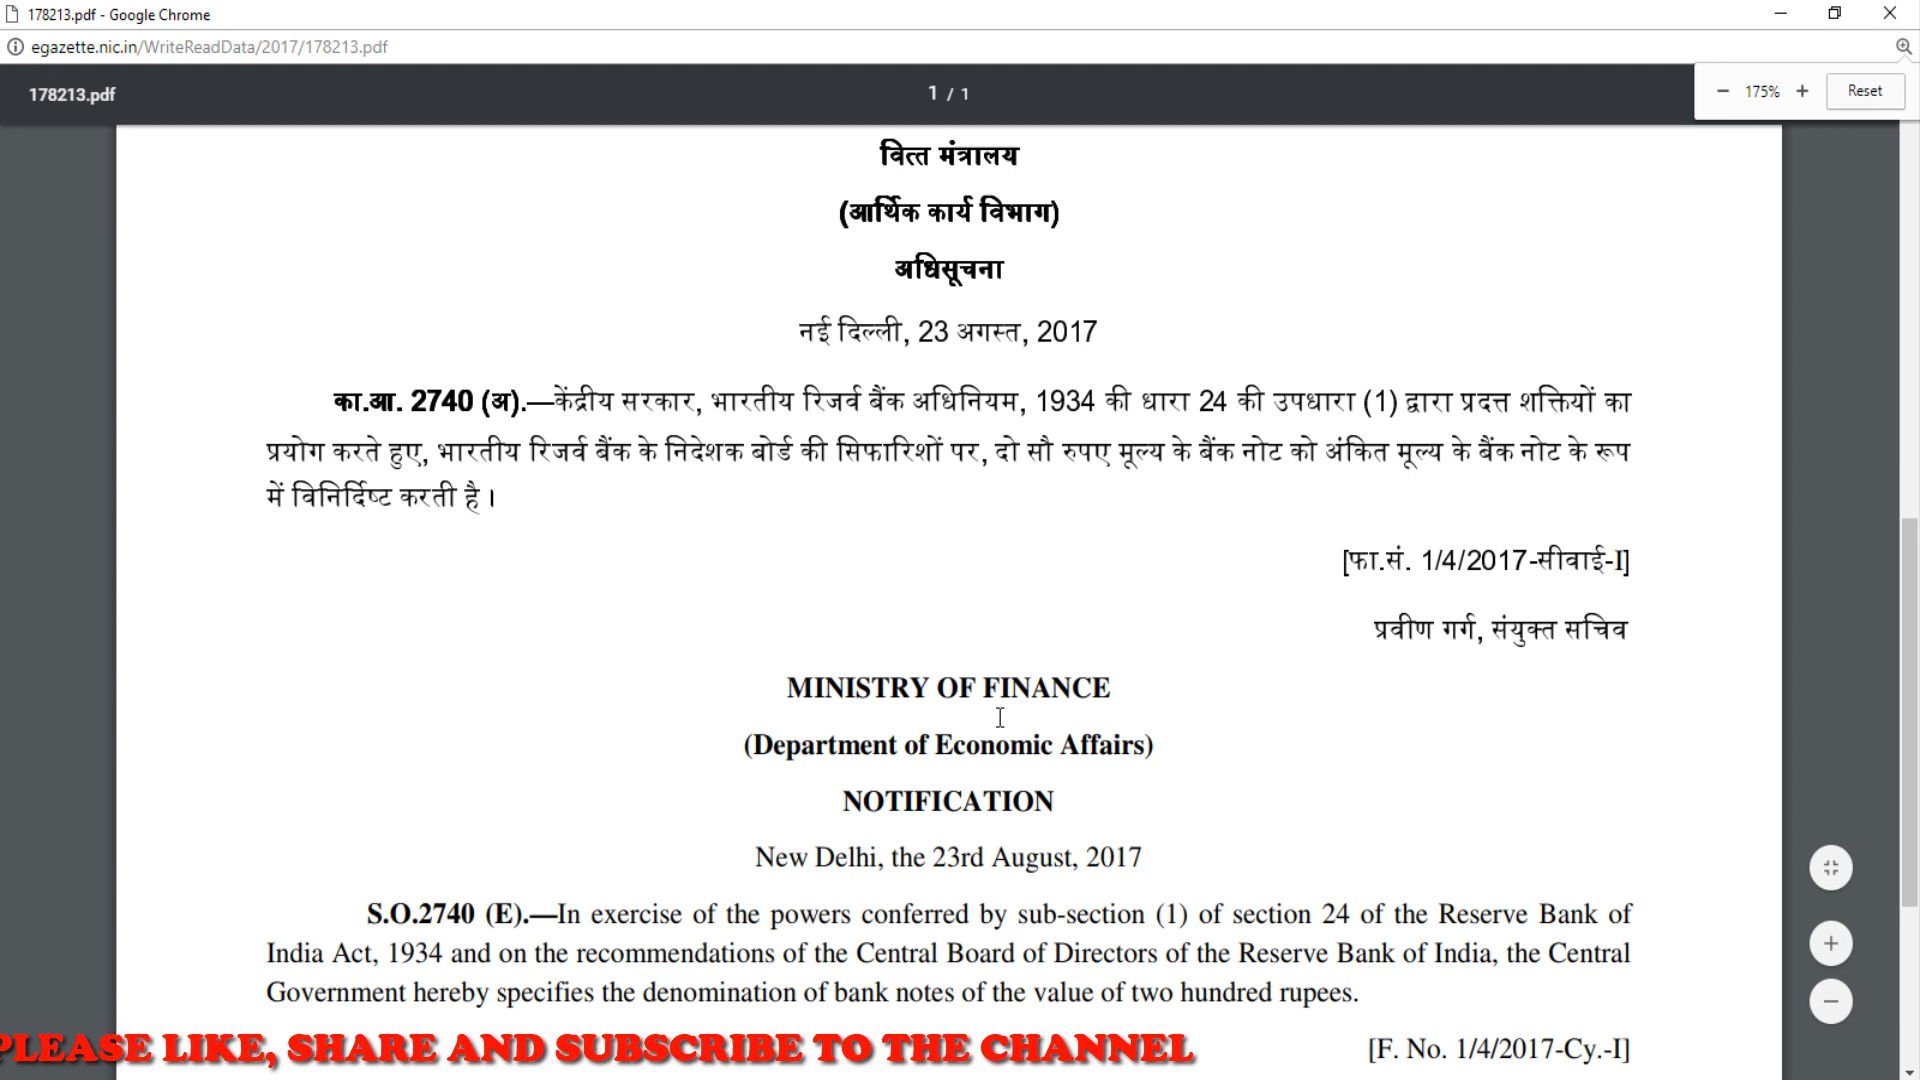 178213.pdf - Google Chrome
egazette.nic.in/WriteReadData/2017/178213.pdf
178213.pdf
1 / 1
175%
Reset
वित्त मंत्रालय
(आर्थिक कार्य विभाग)
अधिसूचना
नई दिल्ली, 23 अगस्त, 2017
का.आ. 2740 (अ).—केंद्रीय सरकार, भारतीय रिजर्व बैंक अधिनियम, 1934 की धारा 24 की उपधारा (1) द्वारा प्रदत्त शक्तियों का
प्रयोग करते हुए, भारतीय रिजर्व बैंक के निदेशक बोर्ड की सिफारिशों पर, दो सौ रुपए मूल्य के बैंक नोट को अंकित मूल्य के बैंक नोट के रूप
में विनिर्दिष्ट करती है।
[फा.सं. 1/4/2017-सीवाई-I]
प्रवीण गर्ग, संयुक्त सचिव
MINISTRY OF FINANCE
(Department of Economic Affairs)
NOTIFICATION
New Delhi, the 23rd August, 2017
S.O.2740 (E).—In exercise of the powers conferred by sub-section (1) of section 24 of the Reserve Bank of
India Act, 1934 and on the recommendations of the Central Board of Directors of the Reserve Bank of India, the Central
Government hereby specifies the denomination of bank notes of the value of two hundred rupees.
[F. No. 1/4/2017-Cy.-I]
PLEASE LIKE, SHARE AND SUBSCRIBE TO THE CHANNEL